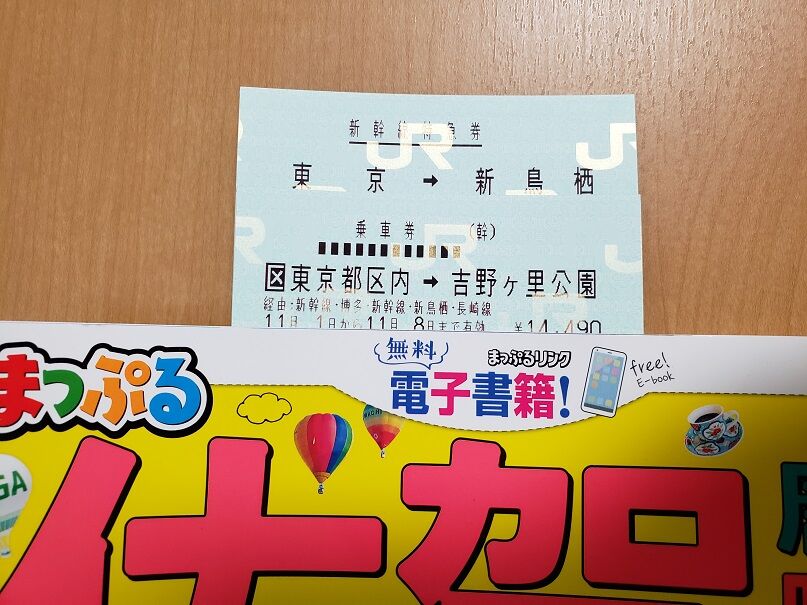 新幹線特急券
東京→新鳥栖
乗車券 (幹)
区東京都区内→吉野ヶ里公園
経由:新幹線・博多・新幹線・新鳥栖・長崎線
11月 1日から11月 8日まで有効 ¥14,490
JR
まっぷる
無料
まっぷるリンク
電子書籍!
free!
E-book
佐賀
GA